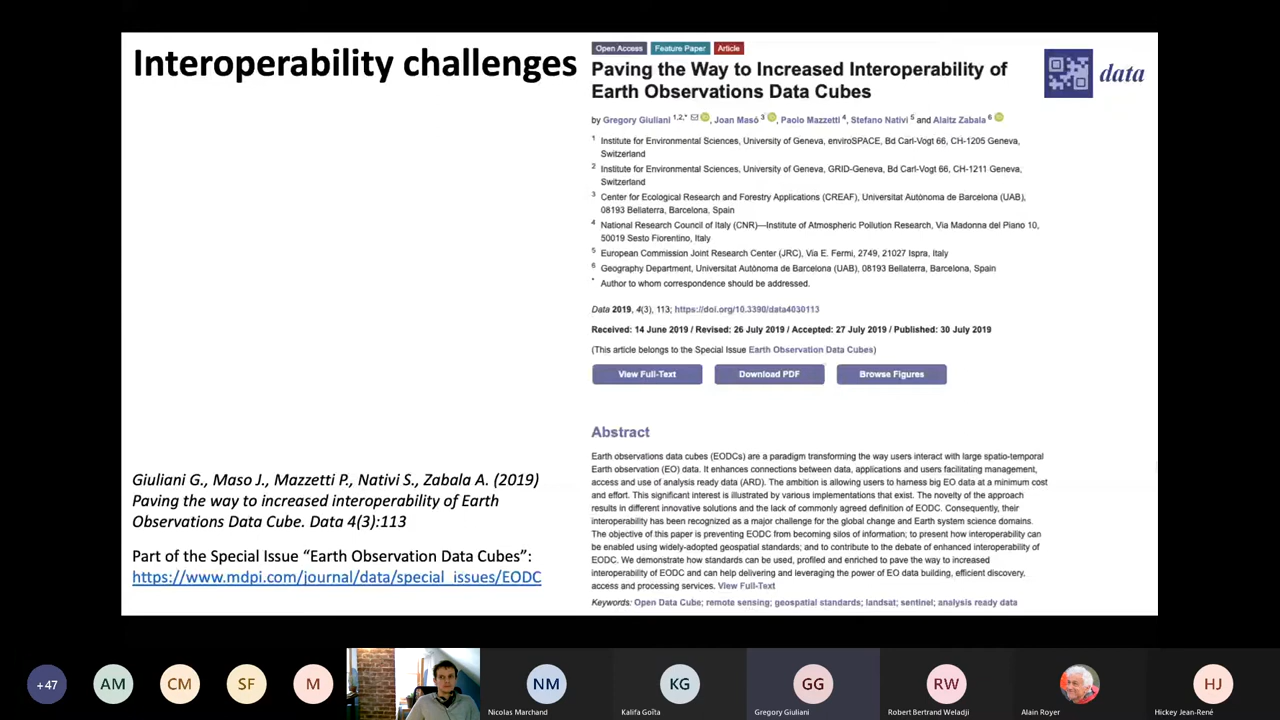 Interoperability challenges
Open Access Feature Paper Article
Paving the Way to Increased Interoperability of
Earth Observations Data Cubes
data
by Gregory Giuliani 1,2,* , Joan Masó 3 , Paolo Mazzetti 4, Stefano Nativi 5 and Alaitz Zabala 6
1 Institute for Environmental Sciences, University of Geneva, enviroSPACE, Bd Carl-Vogt 66, CH-1205 Geneva,
Switzerland
2 Institute for Environmental Sciences, University of Geneva, GRID-Geneva, Bd Carl-Vogt 66, CH-1211 Geneva,
Switzerland
3 Center for Ecological Research and Forestry Applications (CREAF), Universitat Autònoma de Barcelona (UAB),
08193 Bellaterra, Barcelona, Spain
4 National Research Council of Italy (CNR)—Institute of Atmospheric Pollution Research, Via Madonna del Piano 10,
50019 Sesto Fiorentino, Italy
5 European Commission Joint Research Center (JRC), Via E. Fermi, 2749, 21027 Ispra, Italy
6 Geography Department, Universitat Autònoma de Barcelona (UAB), 08193 Bellaterra, Barcelona, Spain
* Author to whom correspondence should be addressed.
Data 2019, 4(3), 113; https://doi.org/10.3390/data4030113
Received: 14 June 2019 / Revised: 26 July 2019 / Accepted: 27 July 2019 / Published: 30 July 2019
(This article belongs to the Special Issue Earth Observation Data Cubes)
View Full-Text Download PDF Browse Figures
Abstract
Earth observations data cubes (EODCs) are a paradigm transforming the way users interact with large spatio-temporal
Earth observation (EO) data. It enhances connections between data, applications and users facilitating management,
access and use of analysis ready data (ARD). The ambition is allowing users to harness big EO data at a minimum cost
and effort. This significant interest is illustrated by various implementations that exist. The novelty of the approach
results in different innovative solutions and the lack of commonly agreed definition of EODC. Consequently, their
interoperability has been recognized as a major challenge for the global change and Earth system science domains.
The objective of this paper is preventing EODC from becoming silos of information; to present how interoperability can
be enabled using widely-adopted geospatial standards; and to contribute to the debate of enhanced interoperability of
EODC. We demonstrate how standards can be used, profiled and enriched to pave the way to increased
interoperability of EODC and can help delivering and leveraging the power of EO data building, efficient discovery,
access and processing services. View Full-Text
Keywords: Open Data Cube; remote sensing; geospatial standards; landsat; sentinel; analysis ready data
Giuliani G., Maso J., Mazzetti P., Nativi S., Zabala A. (2019)
Paving the way to increased interoperability of Earth
Observations Data Cube. Data 4(3):113
Part of the Special Issue “Earth Observation Data Cubes”:
https://www.mdpi.com/journal/data/special_issues/EODC
+47 AM CM SF M NM KG GG RW HJ
Nicolas Marchand Kalifa Goïta Gregory Giuliani Robert Bertrand Weladji Alain Royer Hickey Jean-René